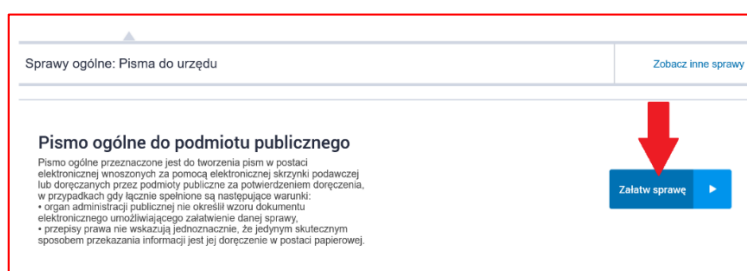 Sprawy ogólne: Pisma do urzędu
Zobacz inne sprawy
Pismo ogólne do podmiotu publicznego
Pismo ogólne przeznaczone jest do tworzenia pism w postaci
elektronicznej wnoszonych za pomocą elektronicznej skrzynki podawczej
lub doręczanych przez podmioty publiczne za potwierdzeniem doręczenia,
w przypadkach gdy łącznie spełnione są następujące warunki:
• organ administracji publicznej nie określił wzoru dokumentu
elektronicznego umożliwiającego załatwienie danej sprawy,
• przepisy prawa nie wskazują jednoznacznie, że jedynym skutecznym
sposobem przekazania informacji jest jej doręczenie w postaci papierowej.
Załatw sprawę